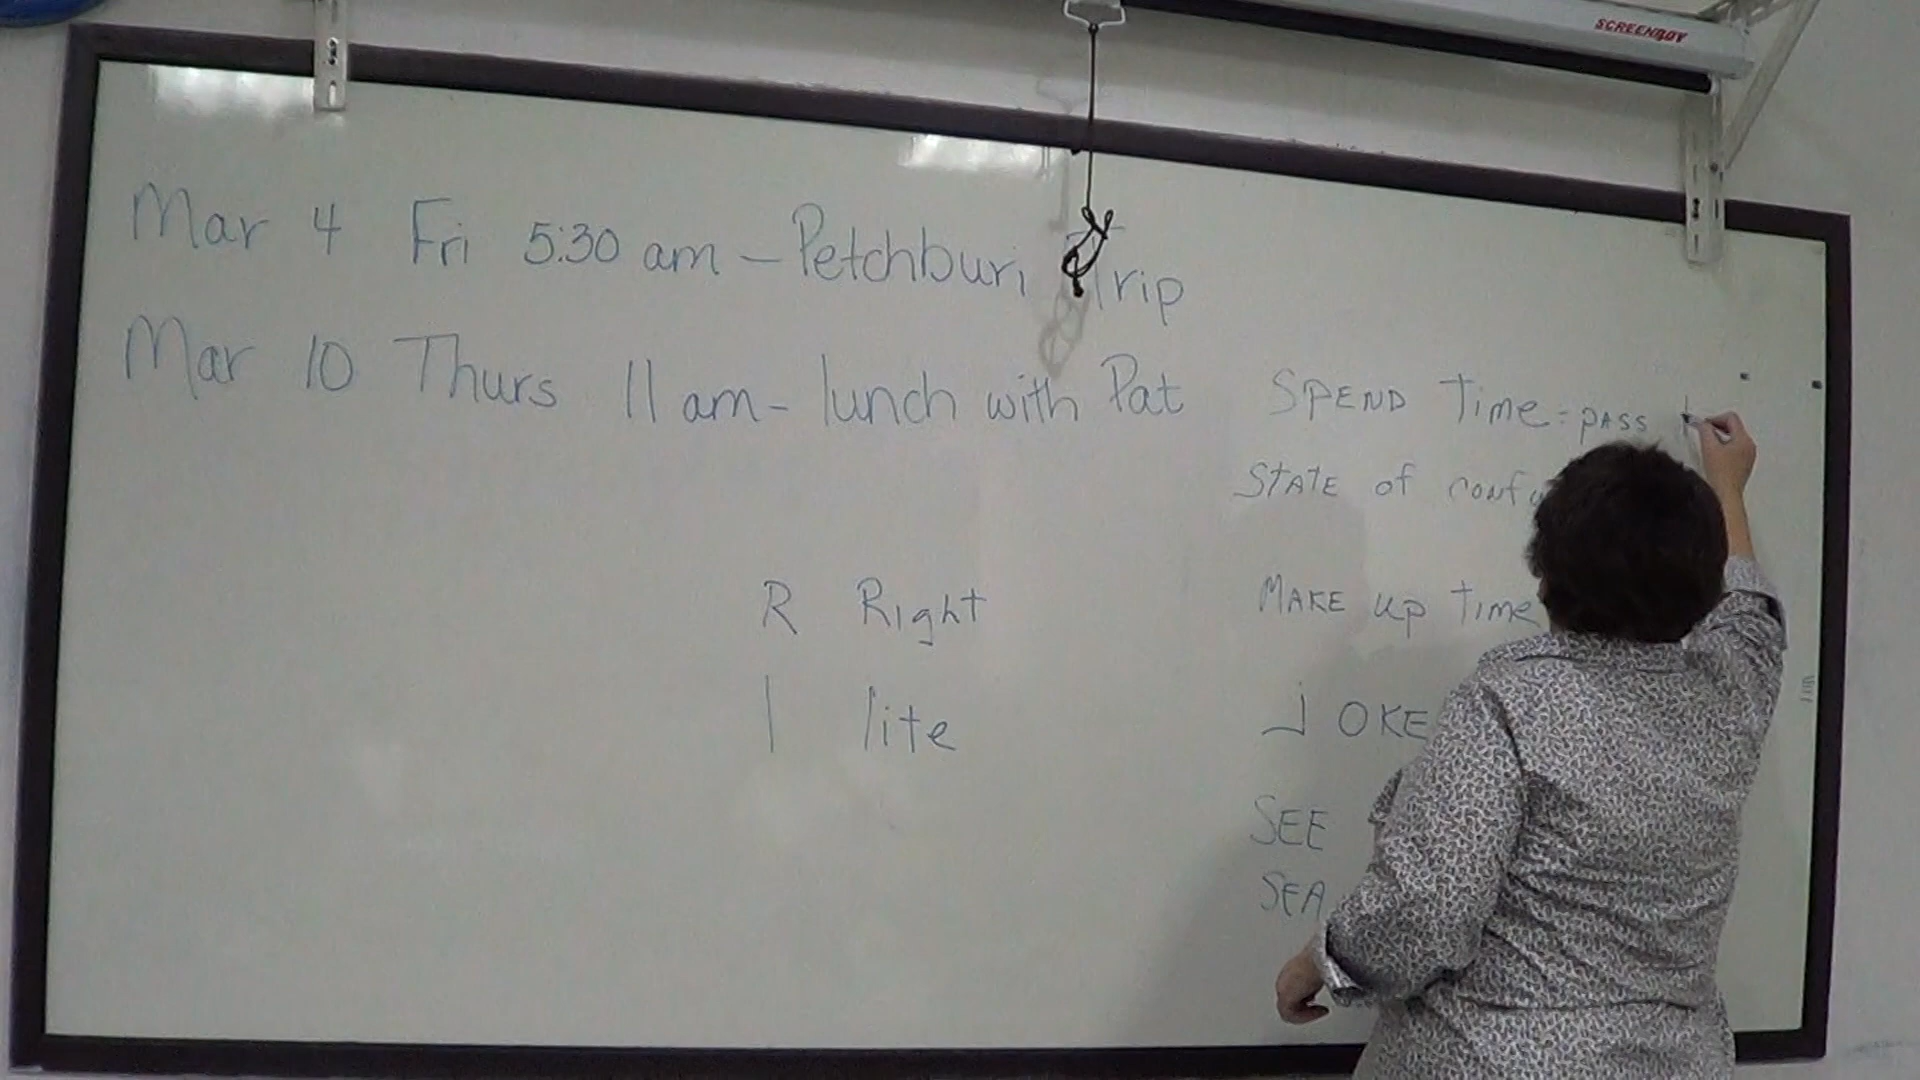 SCREENBOY
Mar 4 Fri 5:30 am - Petchburi Trip
Mar 10 Thurs 11 am - lunch with Pat
SPEND Time = PASS t
STATE of
MAKE up Time
R Right
l lite
JOKE
SEE
SEA